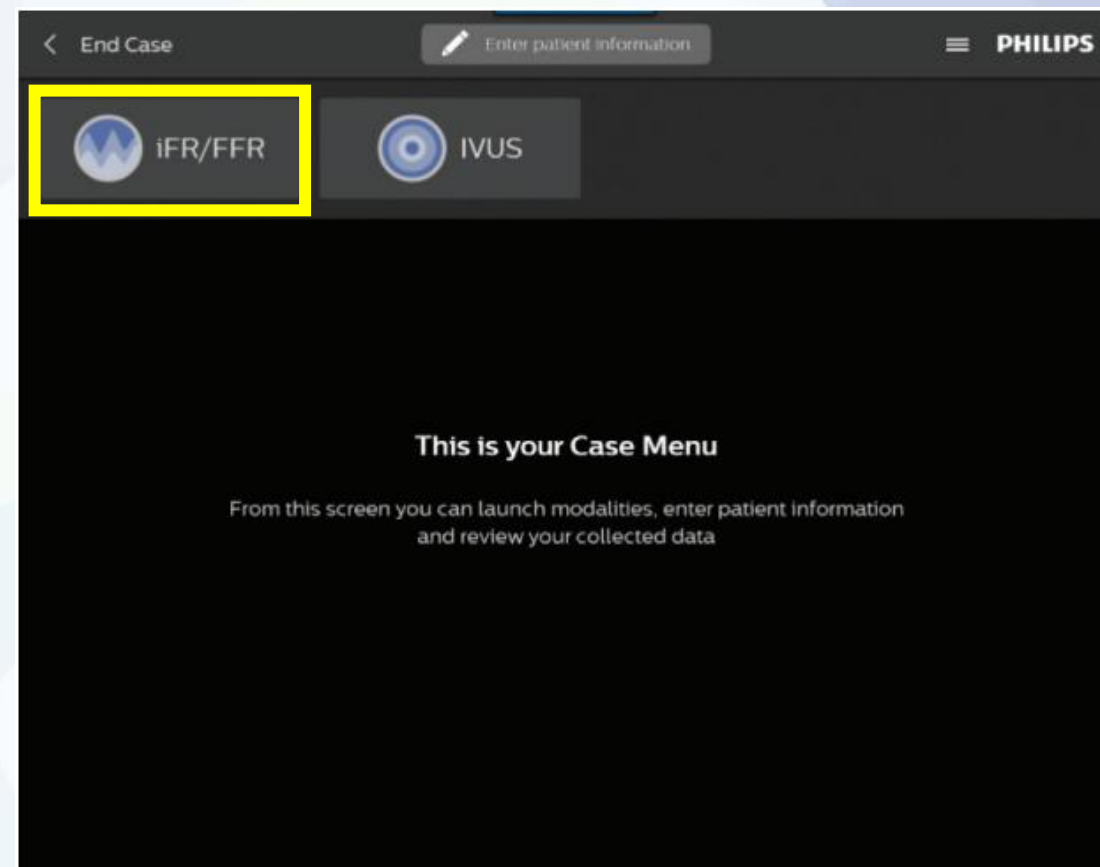 End Case
Enter patient information
PHILIPS
iFR/FFR
IVUS
This is your Case Menu
From this screen you can launch modalities, enter patient information
and review your collected data